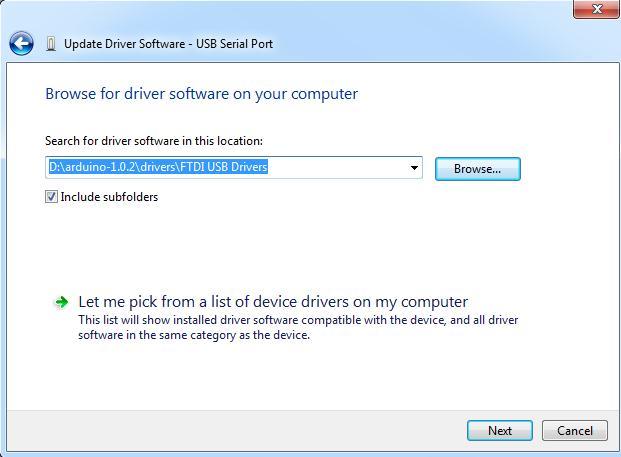 Update Driver Software - USB Serial Port
Browse for driver software on your computer
Search for driver software in this location:
D:\arduino-1.0.2\drivers\FTDI USB Drivers
Browse...
Include subfolders
Let me pick from a list of device drivers on my computer
This list will show installed driver software compatible with the device, and all driver
software in the same category as the device.
Next
Cancel